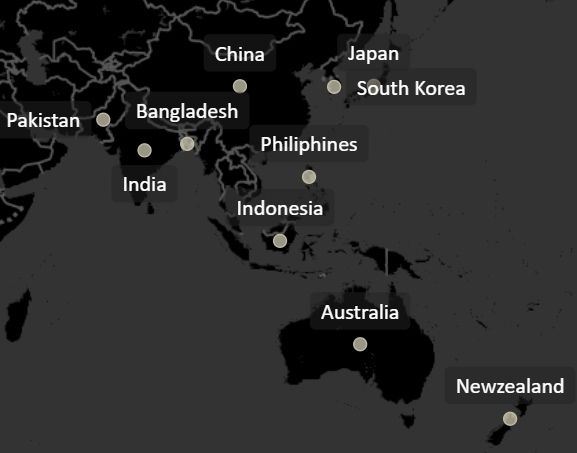 China
Japan
South Korea
Pakistan
Bangladesh
Philiphines
India
Indonesia
Australia
Newzealand